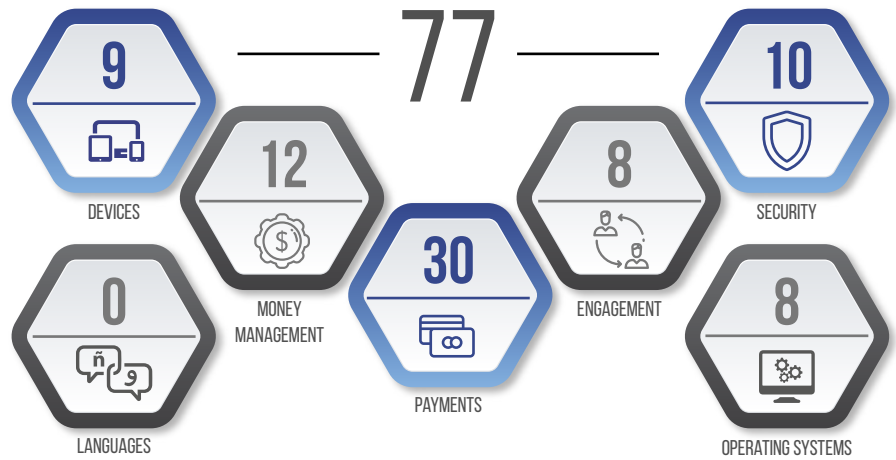 77
9
DEVICES
12
MONEY
MANAGEMENT
30
PAYMENTS
8
ENGAGEMENT
10
SECURITY
0
ñ
و
LANGUAGES
$
8
OPERATING SYSTEMS